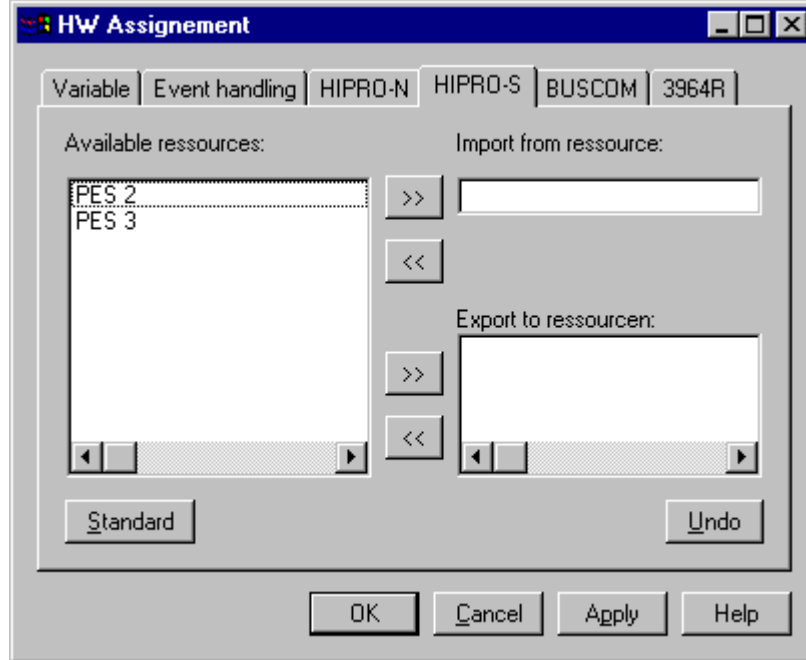 HW Assignement
Variable Event handling HIPRO-N HIPRO-S BUSCOM 3964R
Available ressources:
Import from ressource:
PES 2
PES 3
>>
<<
Export to ressourcen:
>>
<<
Standard
Undo
OK Cancel Apply Help